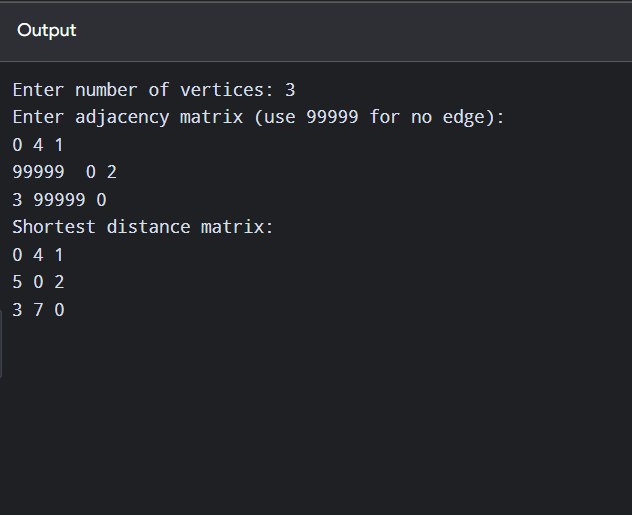 Output
Enter number of vertices: 3
Enter adjacency matrix (use 99999 for no edge):
0 4 1
99999  0 2
3 99999 0
Shortest distance matrix:
0 4 1
5 0 2
3 7 0